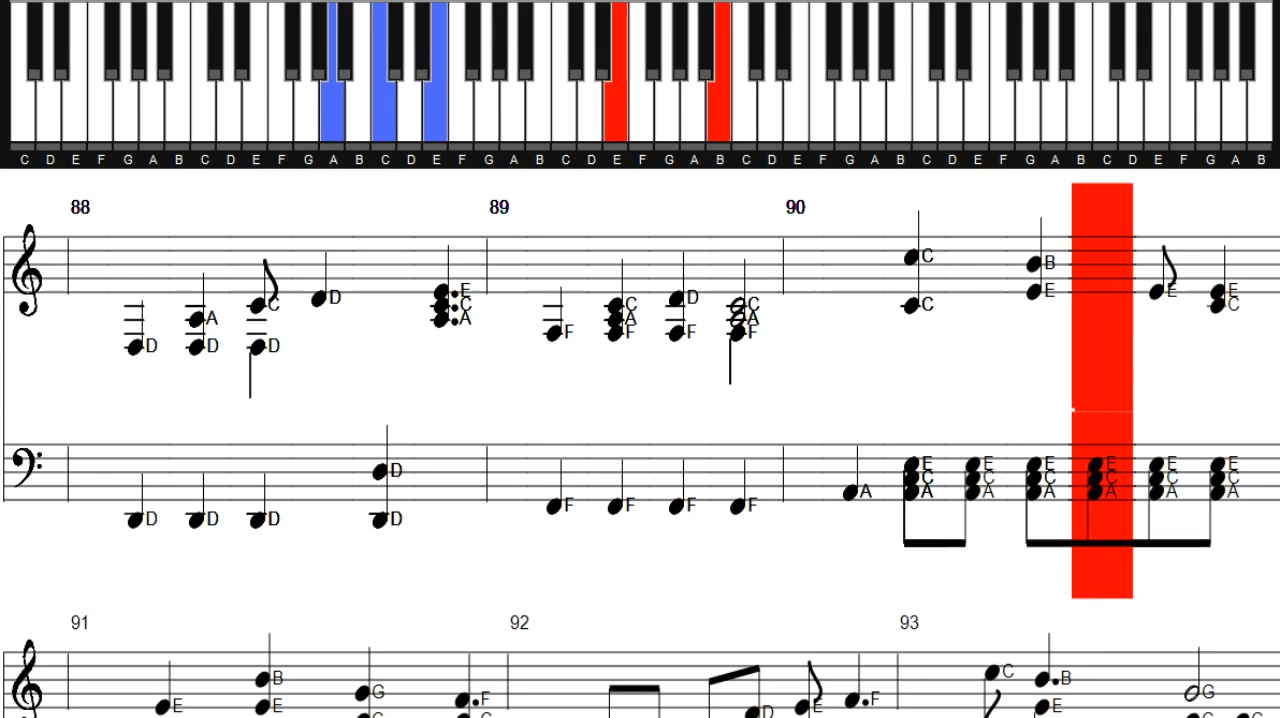 C D E F G A B C D E F G A B C D E F G A B C D E F G A B C D E F G A B C D E F G A B C D E F G A B
88 89 90
C C
B
E D E E E
C C C D C C C
A A A A
F F F F
D D D
D E E E E E E
C C C C C C
A A A A A A A
F F F F
D D D D
91 92 93
B C B
G G
E E F D E F E